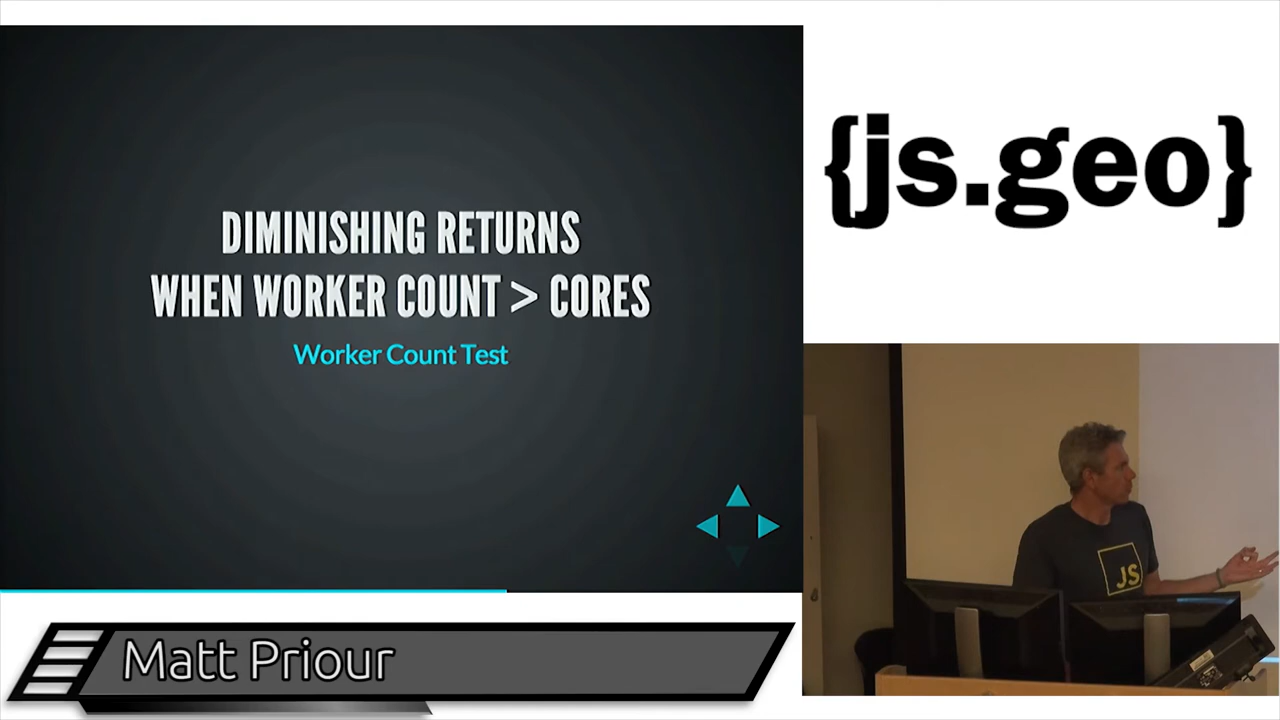 DIMINISHING RETURNS
WHEN WORKER COUNT > CORES
Worker Count Test
{js.geo}
JS
Matt Priour